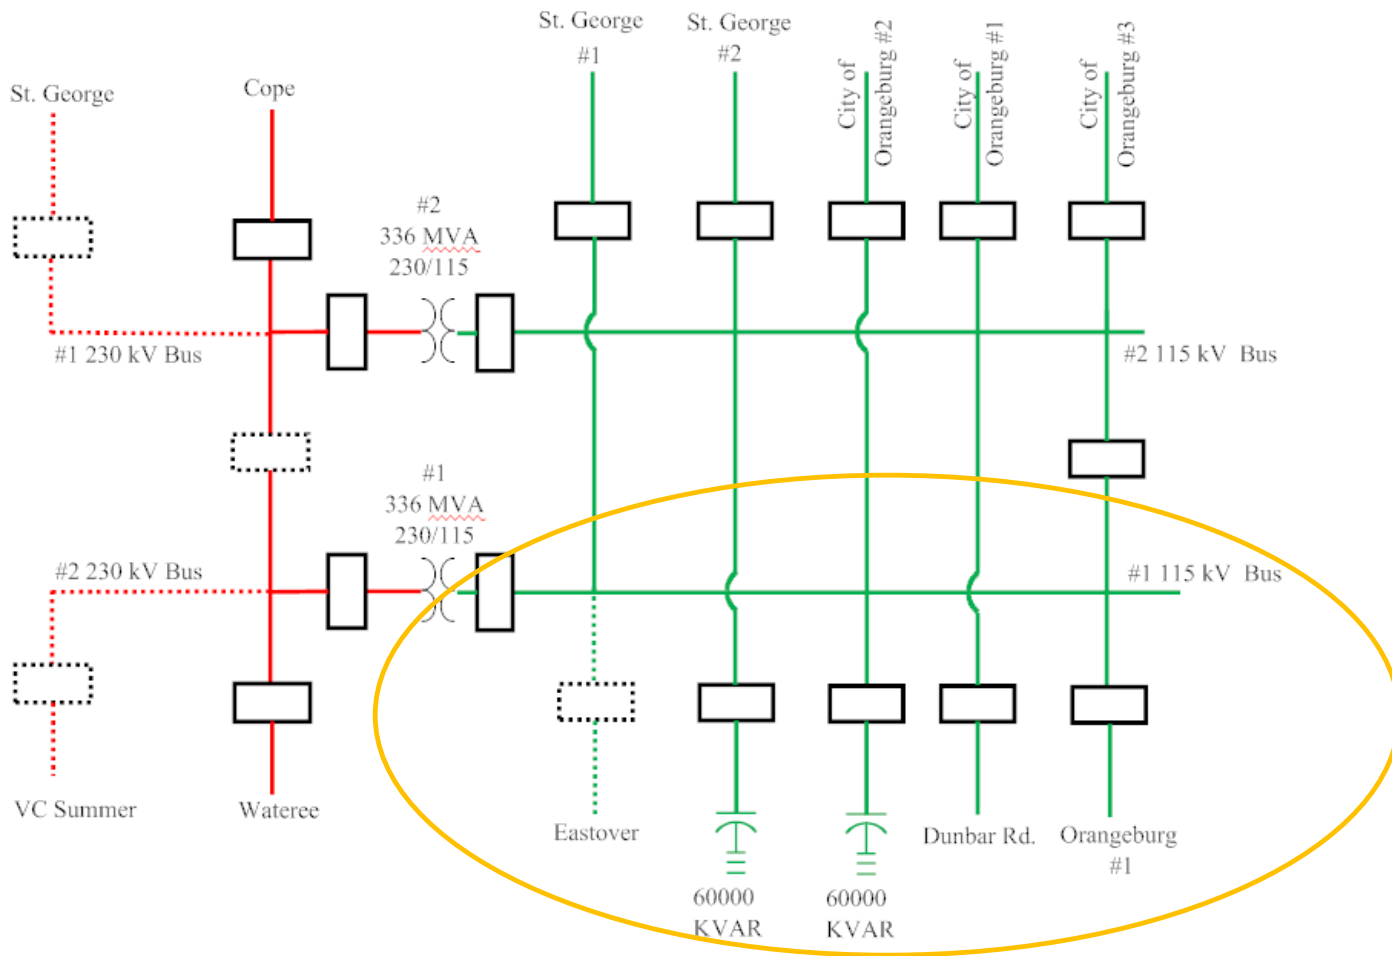 St. George
#1
St. George
#2
City of
Orangeburg #2
City of
Orangeburg #1
City of
Orangeburg #3
St. George
Cope
#2
336 MVA
230/115
#1 230 kV Bus
#2 115 kV Bus
#1
336 MVA
230/115
#2 230 kV Bus
#1 115 kV Bus
VC Summer
Wateree
Eastover
Dunbar Rd.
Orangeburg
#1
60000
KVAR
60000
KVAR